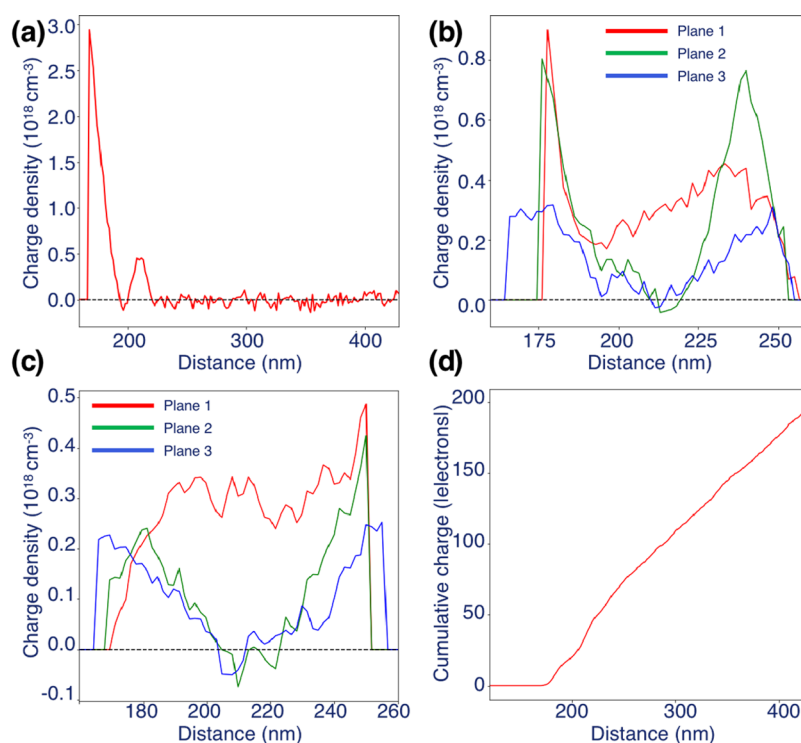 (a)
Charge density (10¹⁸ cm⁻³)
3.0
2.5
2.0
1.5
1.0
0.5
0.0
200
300
400
Distance (nm)
(b)
Charge density (10¹⁸ cm⁻³)
0.8
0.6
0.4
0.2
0.0
Plane 1
Plane 2
Plane 3
175
200
225
250
Distance (nm)
(c)
Charge density (10¹⁸ cm⁻³)
0.5
0.4
0.3
0.2
0.1
0.0
-0.1
Plane 1
Plane 2
Plane 3
180
200
220
240
260
Distance (nm)
(d)
Cumulative charge (lelectronsl)
200
150
100
50
0
200
300
400
Distance (nm)